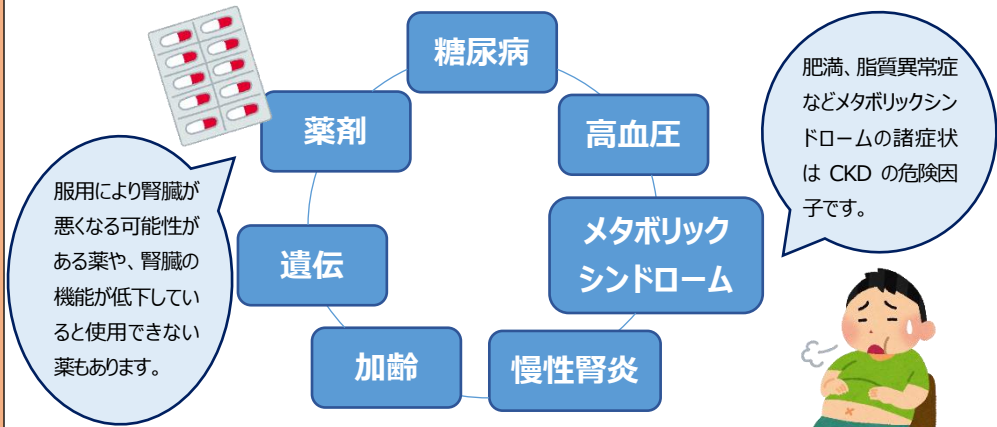 糖尿病
高血圧
メタボリック
シンドローム
慢性腎炎
加齢
遺伝
薬剤
肥満、脂質異常症
などメタボリックシン
ドロームの諸症状
は CKD の危険因
子です。
服用により腎臓が
悪くなる可能性が
ある薬や、腎臓の
機能が低下してい
ると使用できない
薬もあります。